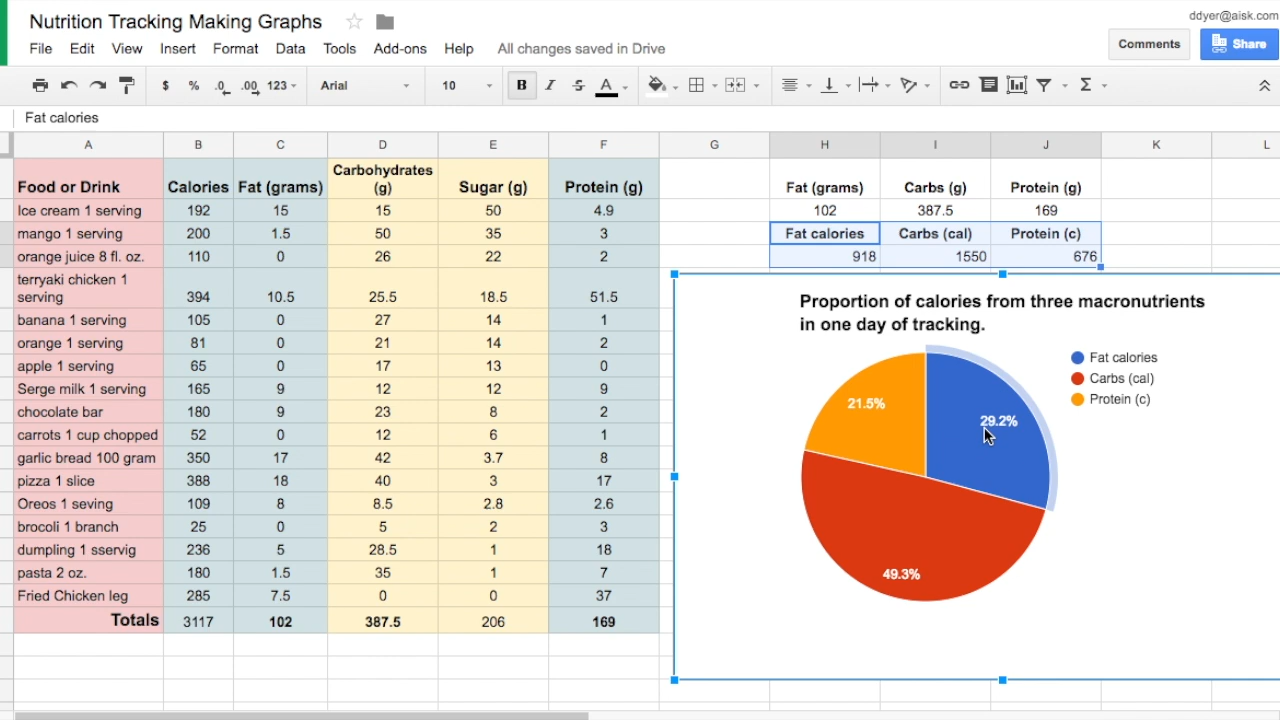 Nutrition Tracking Making Graphs
ddyer@aisk.com
File Edit View Insert Format Data Tools Add-ons Help All changes saved in Drive
Comments Share
$ % .0 .00 123 Arial 10 B I S A Σ
Fat calories
A B C D E F G H I J K L
Food or Drink Calories Fat (grams) Carbohydrates (g) Sugar (g) Protein (g) Fat (grams) Carbs (g) Protein (g)
Ice cream 1 serving 192 15 15 50 4.9 102 387.5 169
mango 1 serving 200 1.5 50 35 3 Fat calories Carbs (cal) Protein (c)
orange juice 8 fl. oz. 110 0 26 22 2 918 1550 676
terryaki chicken 1
serving 394 10.5 25.5 18.5 51.5
banana 1 serving 105 0 27 14 1
orange 1 serving 81 0 21 14 2
apple 1 serving 65 0 17 13 0
Serge milk 1 serving 165 9 12 12 9
chocolate bar 180 9 23 8 2
carrots 1 cup chopped 52 0 12 6 1
garlic bread 100 gram 350 17 42 3.7 8
pizza 1 slice 388 18 40 3 17
Oreos 1 seving 109 8 8.5 2.8 2.6
brocoli 1 branch 25 0 5 2 3
dumpling 1 sservig 236 5 28.5 1 18
pasta 2 oz. 180 1.5 35 1 7
Fried Chicken leg 285 7.5 0 0 37
Totals 3117 102 387.5 206 169
Proportion of calories from three macronutrients
in one day of tracking.
Fat calories
Carbs (cal)
Protein (c)
21.5%
29.2%
49.3%